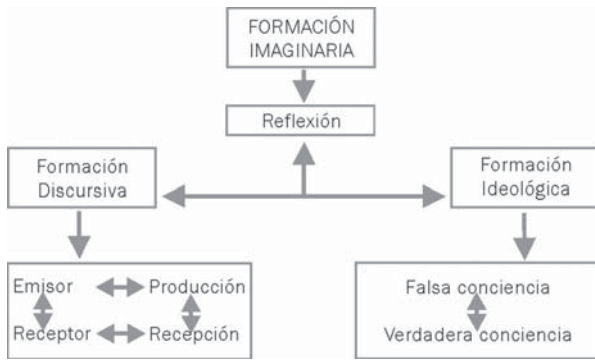 FORMACIÓN
IMAGINARIA
Reflexión
Formación
Discursiva
Formación
Ideológica
Emisor
Producción
Receptor
Recepción
Falsa conciencia
Verdadera conciencia